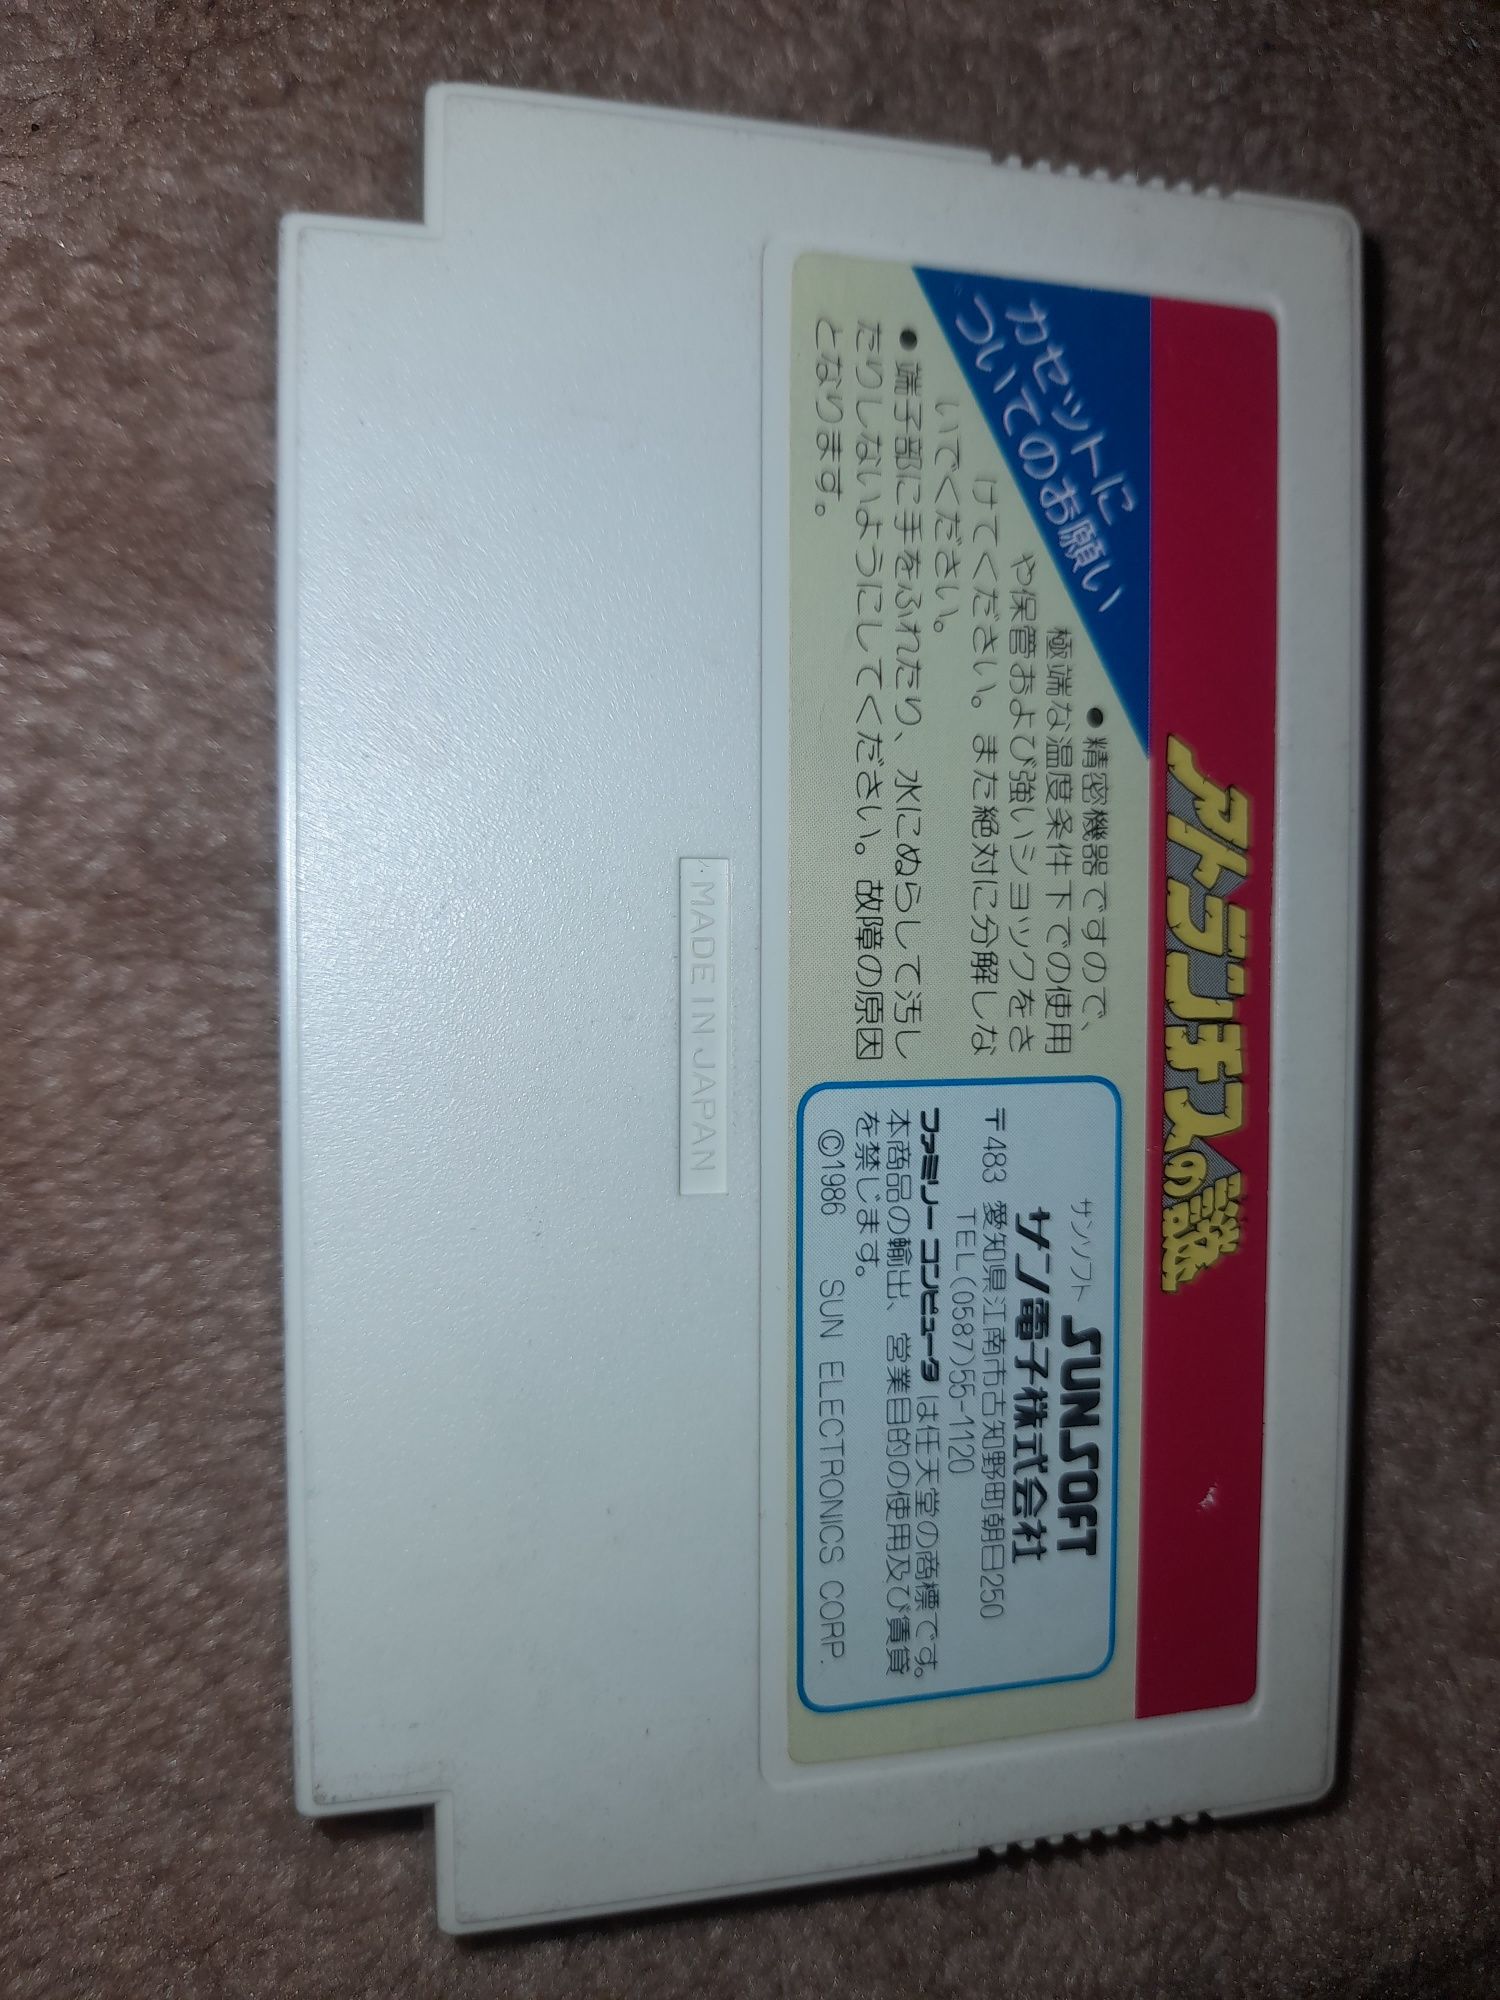 アトランチスの謎
カセットに
ついてのお願い
●精密機器ですので、
極端な温度条件下での使用
や保管および強いショックをさ
けてください。また絶対に分解しな
いでください。
●端子部に手をふれたり、水にぬらして汚し
たりしないようにしてください。故障の原因
となります。
サンソフト SUNSOFT
サン電子株式会社
〒483 愛知県江南市古知野町朝日250
TEL(0587)55-1120
ファミリーコンピュータは任天堂の商標です。
本商品の輸出、営業目的の使用及び賃貸
を禁じます。
©1986 SUN ELECTRONICS CORP.
MADE IN JAPAN